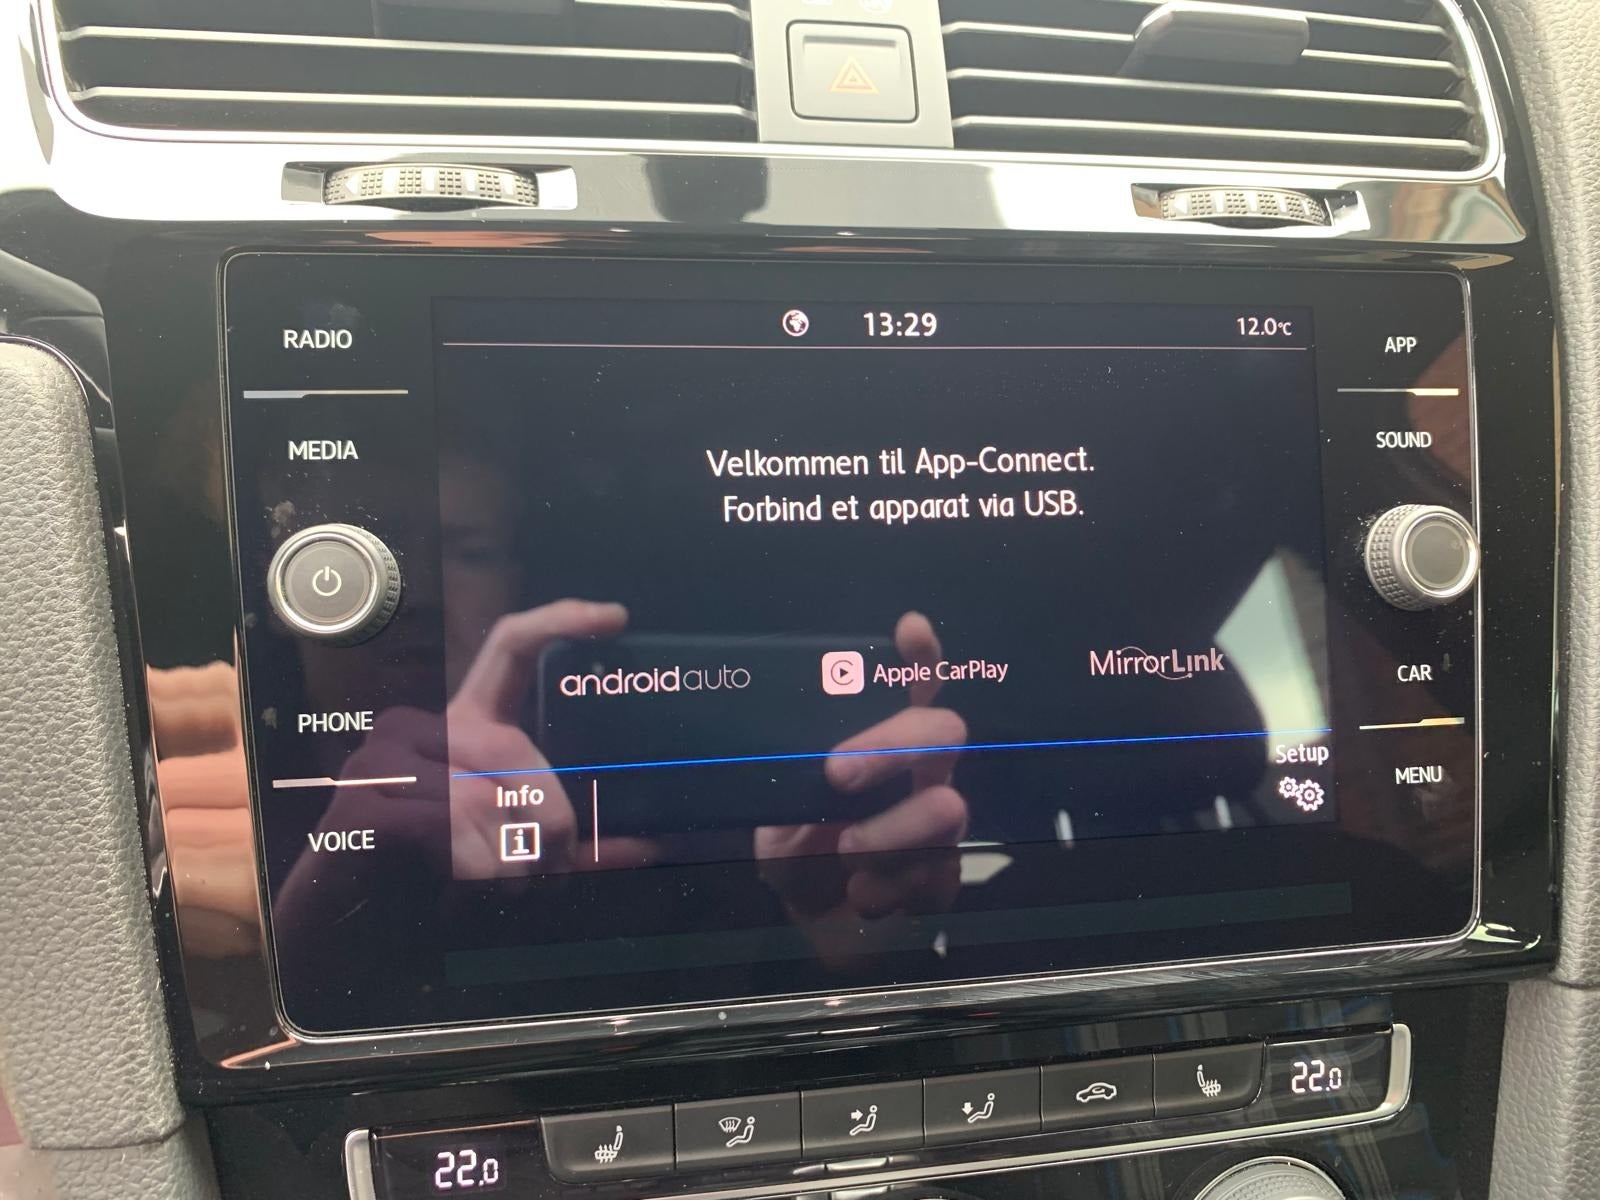 13:29
12.0°C
RADIO
MEDIA
PHONE
VOICE
Velkommen til App-Connect.
Forbind et apparat via USB.
androidauto
Apple CarPlay
MirrorLink
Info
i
Setup
APP
SOUND
CAR
MENU
22.0
22.0